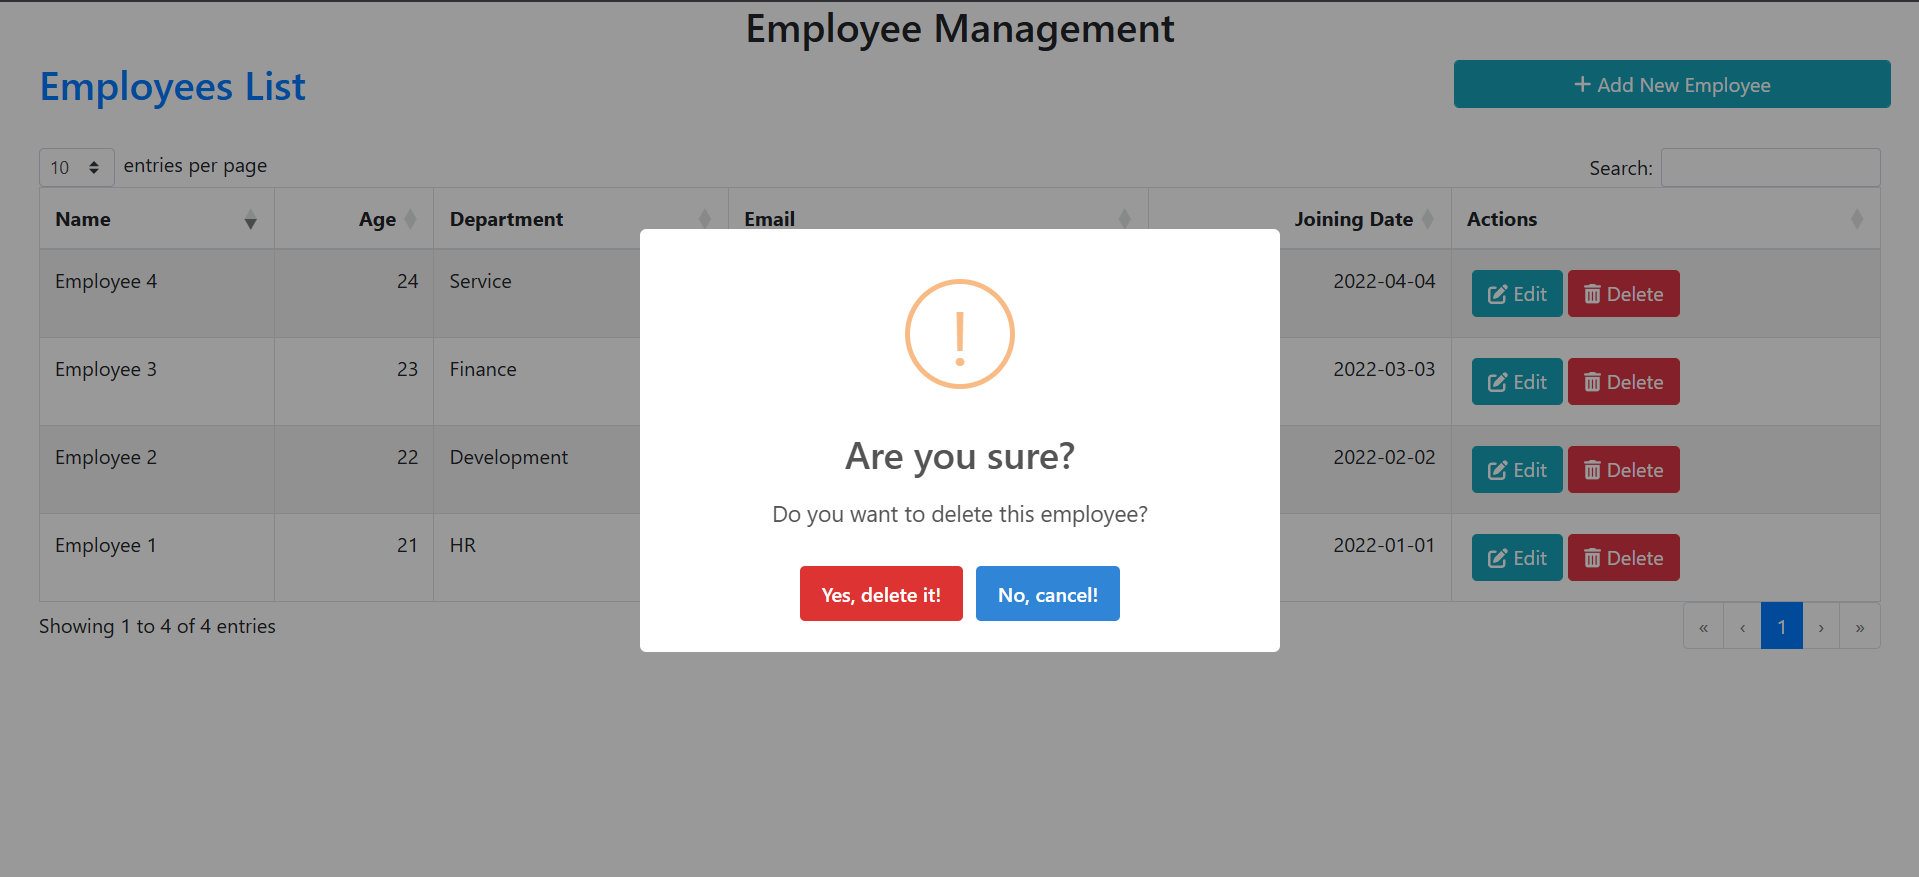 Employee Management
Employees List
+ Add New Employee
10 entries per page
Search:
Name Age Department Email Joining Date Actions
Employee 4 24 Service 2022-04-04 Edit Delete
Employee 3 23 Finance 2022-03-03 Edit Delete
Employee 2 22 Development 2022-02-02 Edit Delete
Employee 1 21 HR 2022-01-01 Edit Delete
!
Are you sure?
Do you want to delete this employee?
Yes, delete it! No, cancel!
Showing 1 to 4 of 4 entries
« ‹ 1 › »